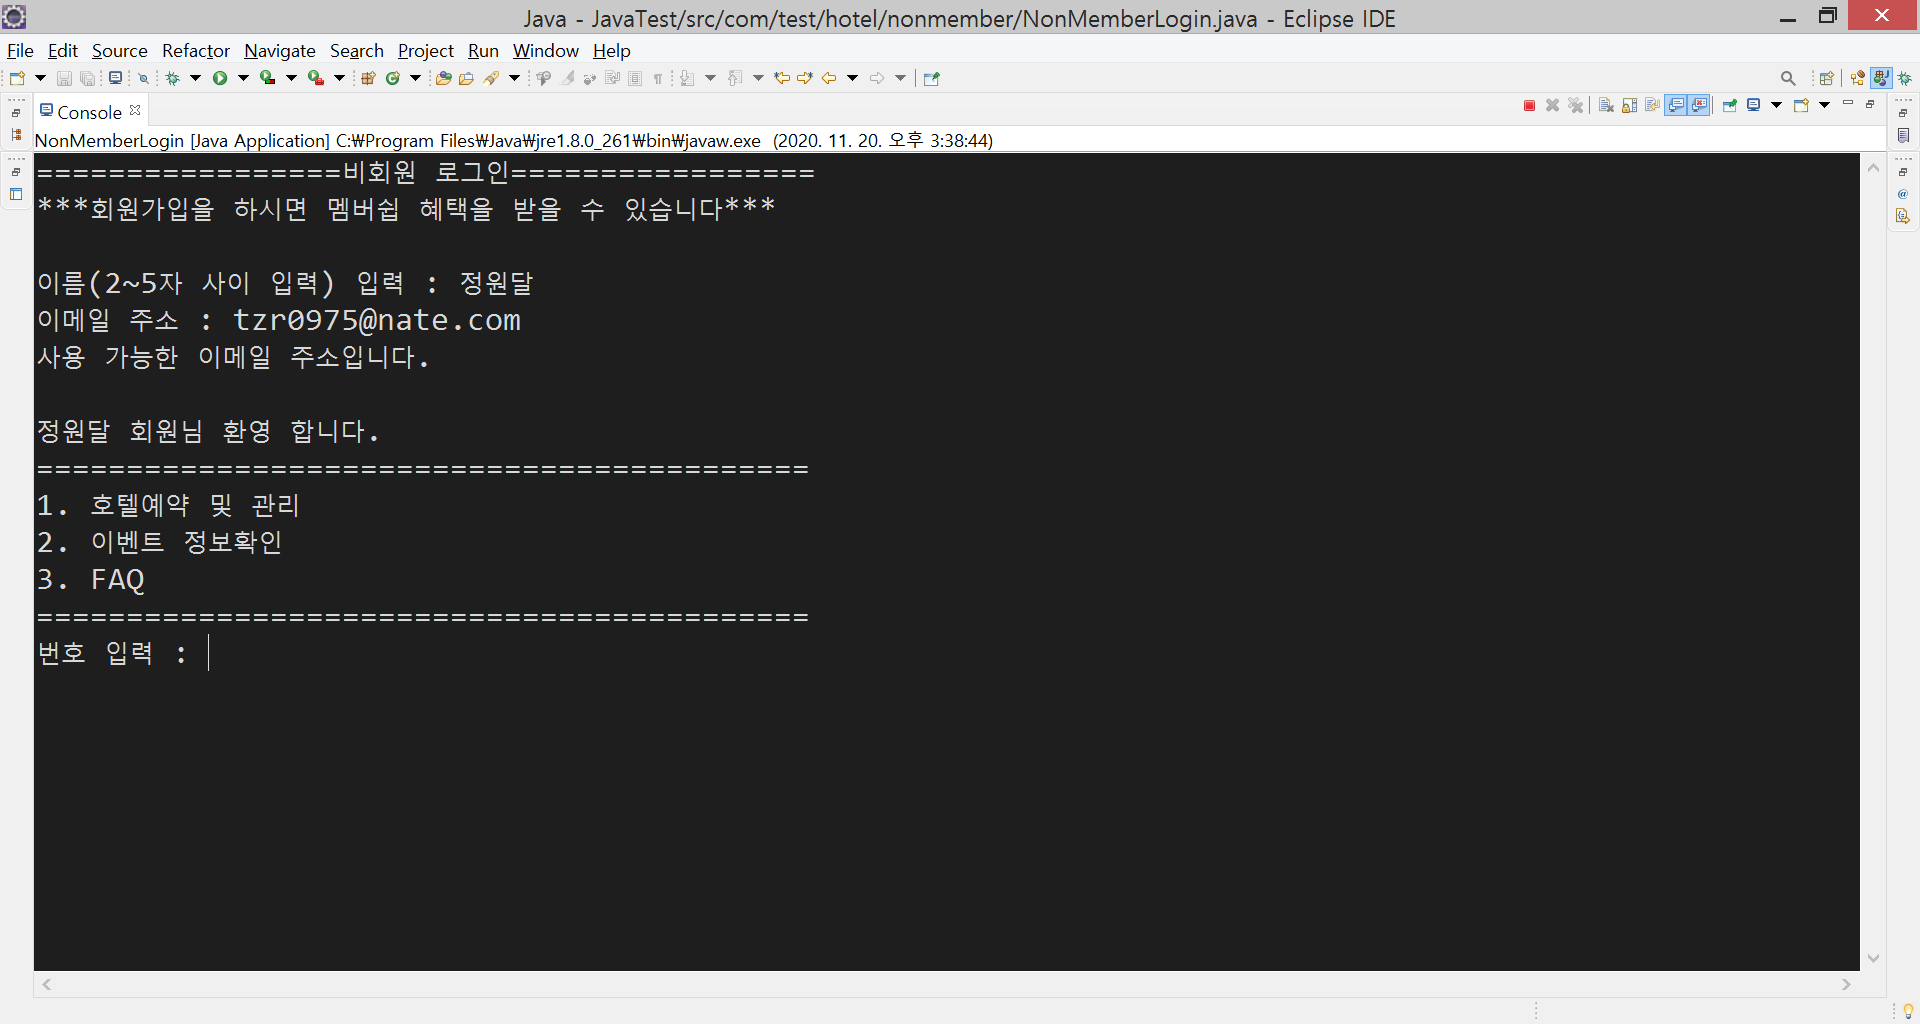 Java - JavaTest/src/com/test/hotel/nonmember/NonMemberLogin.java - Eclipse IDE
File Edit Source Refactor Navigate Search Project Run Window Help
Console
NonMemberLogin [Java Application] C:₩Program Files₩Java₩jre1.8.0_261₩bin₩javaw.exe (2020. 11. 20. 오후 3:38:44)
=================비회원 로그인=================
***회원가입을 하시면 멤버쉽 혜택을 받을 수 있습니다***
이름(2~5자 사이 입력) 입력 : 정원달
이메일 주소 : tzr0975@nate.com
사용 가능한 이메일 주소입니다.
정원달 회원님 환영 합니다.
===========================================
1. 호텔예약 및 관리
2. 이벤트 정보확인
3. FAQ
===========================================
번호 입력 :